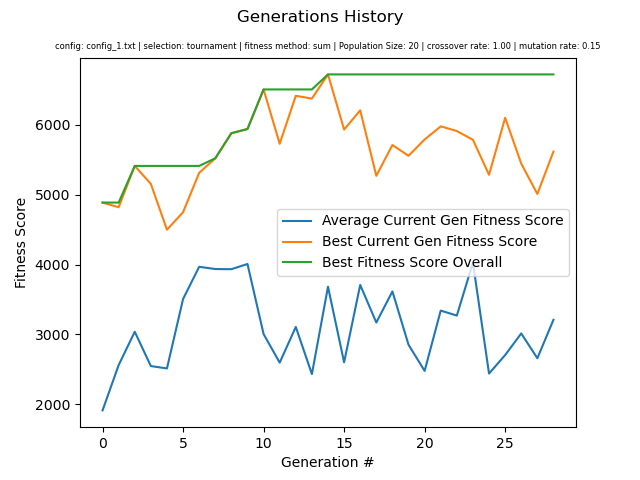 Generations History
config: config_1.txt | selection: tournament | fitness method: sum | Population Size: 20 | crossover rate: 1.00 | mutation rate: 0.15
Fitness Score
6000
5000
4000
3000
2000
Average Current Gen Fitness Score
Best Current Gen Fitness Score
Best Fitness Score Overall
0 5 10 15 20 25
Generation #